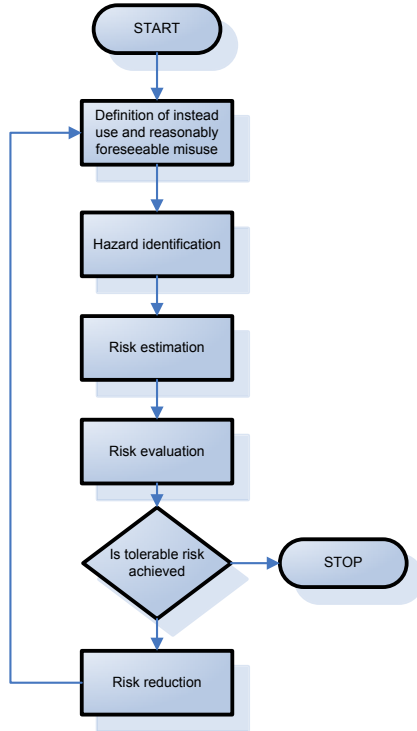 START
Definition of instead
use and reasonably
foreseeable misuse
Hazard identification
Risk estimation
Risk evaluation
Is tolerable risk
achieved
STOP
Risk reduction